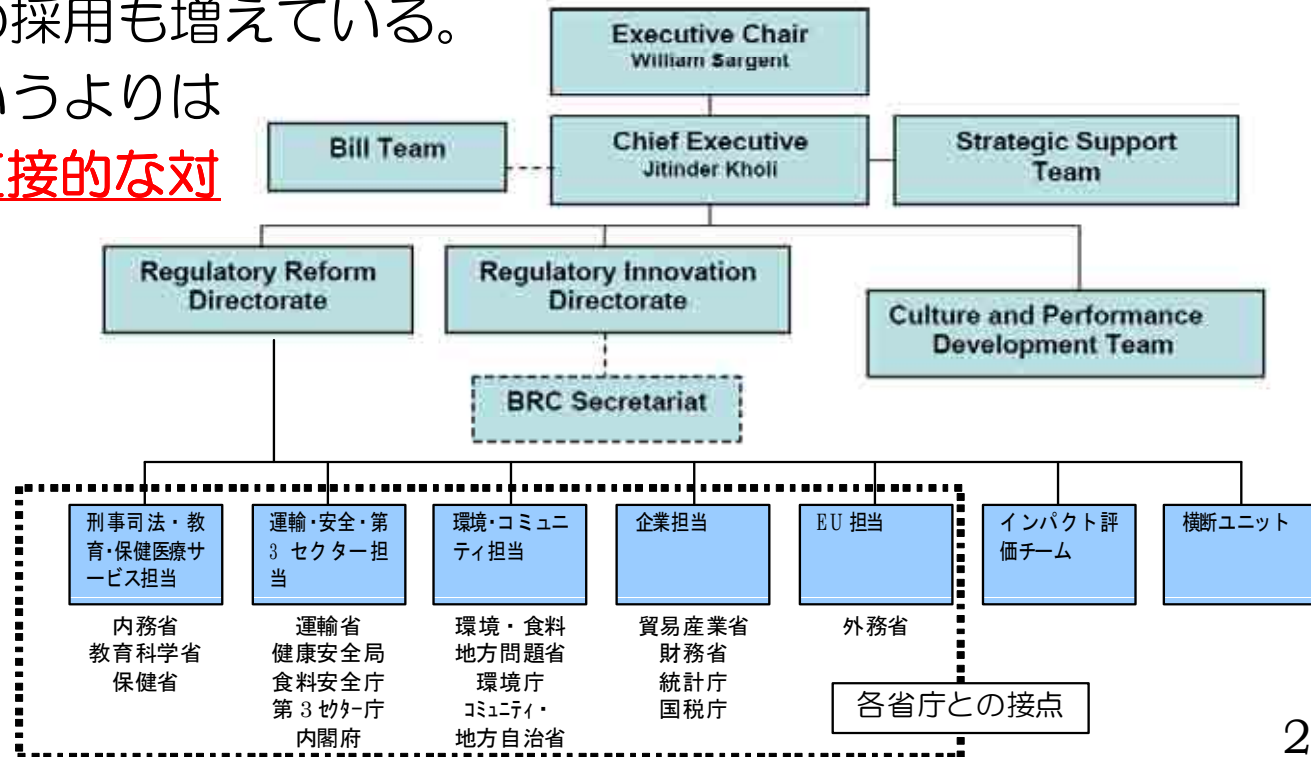 の採用も増えている。
いうよりは
接的な対
Executive Chair
William Sargent
Bill Team
Chief Executive
Jitinder Kholi
Strategic Support
Team
Regulatory Reform
Directorate
Regulatory Innovation
Directorate
Culture and Performance
Development Team
BRC Secretariat
刑事司法・教
育・保健医療サ
ービス担当
運輸・安全・第
3 セクター担
当
環境・コミュニ
ティ担当
企業担当
EU 担当
インパクト評
価チーム
横断ユニット
内務省
教育科学省
保健省
運輸省
健康安全局
食料安全庁
第3セクター庁
内閣府
環境・食料
地方問題省
環境庁
コミュニティ・
地方自治省
貿易産業省
財務省
統計庁
国税庁
外務省
各省庁との接点
2